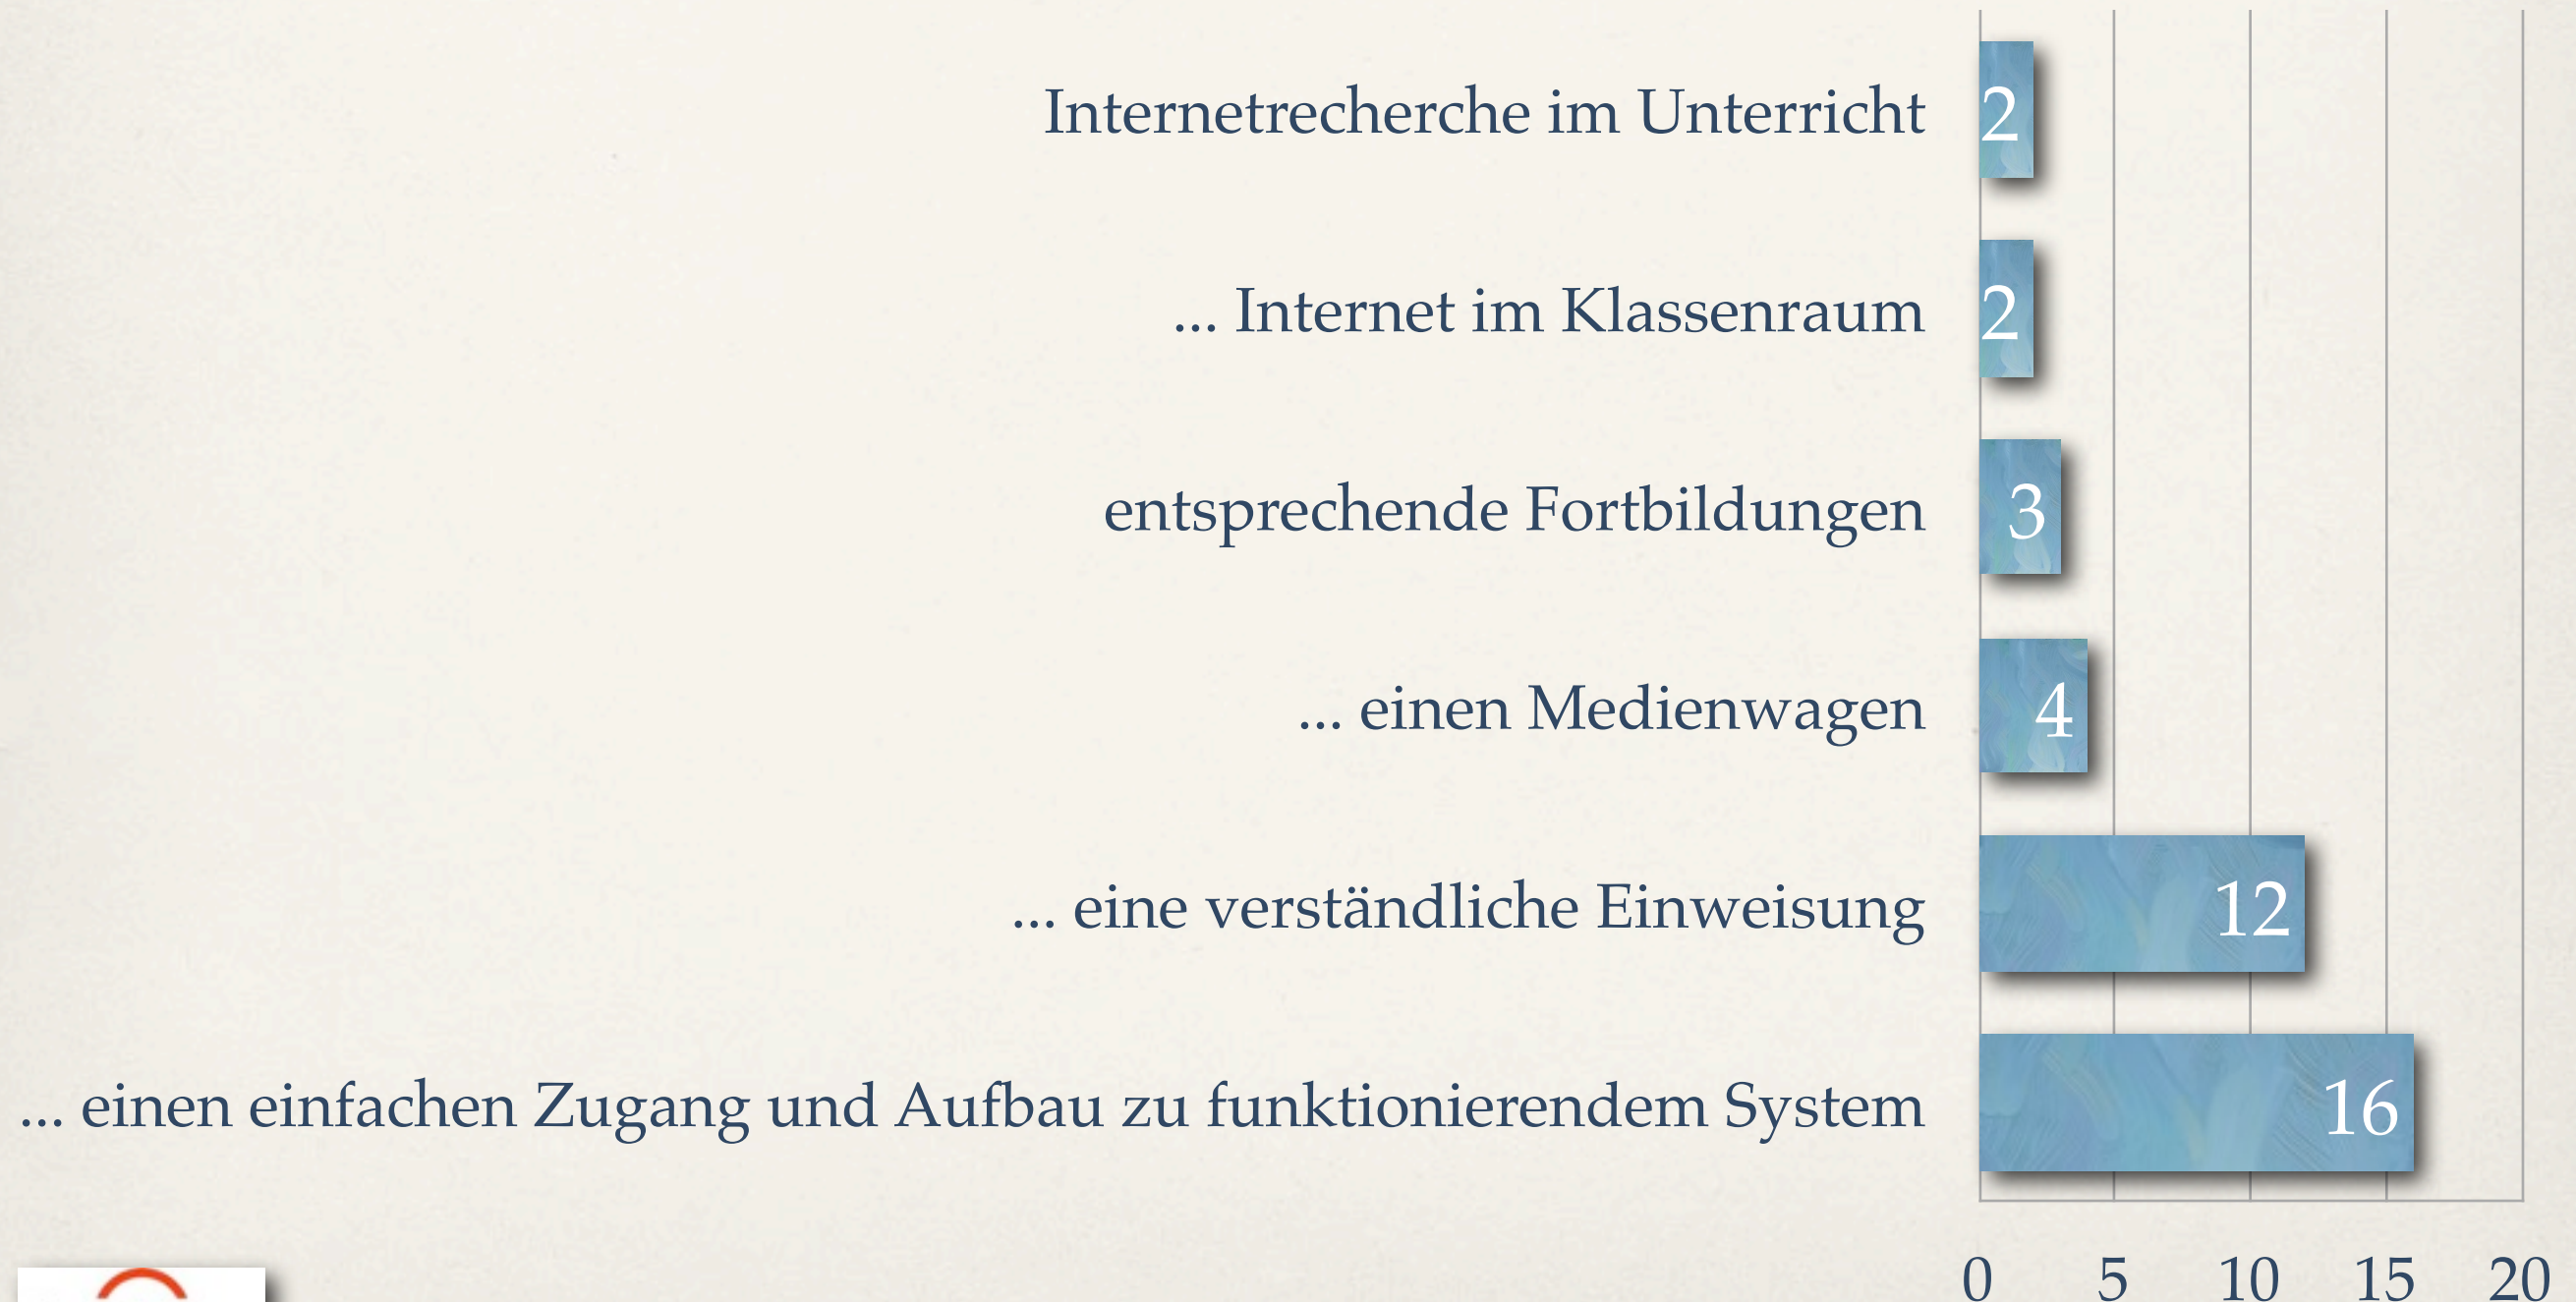 Internetrecherche im Unterricht 2
... Internet im Klassenraum 2
entsprechende Fortbildungen 3
... einen Medienwagen 4
... eine verständliche Einweisung 12
... einen einfachen Zugang und Aufbau zu funktionierendem System 16
0 5 10 15 20